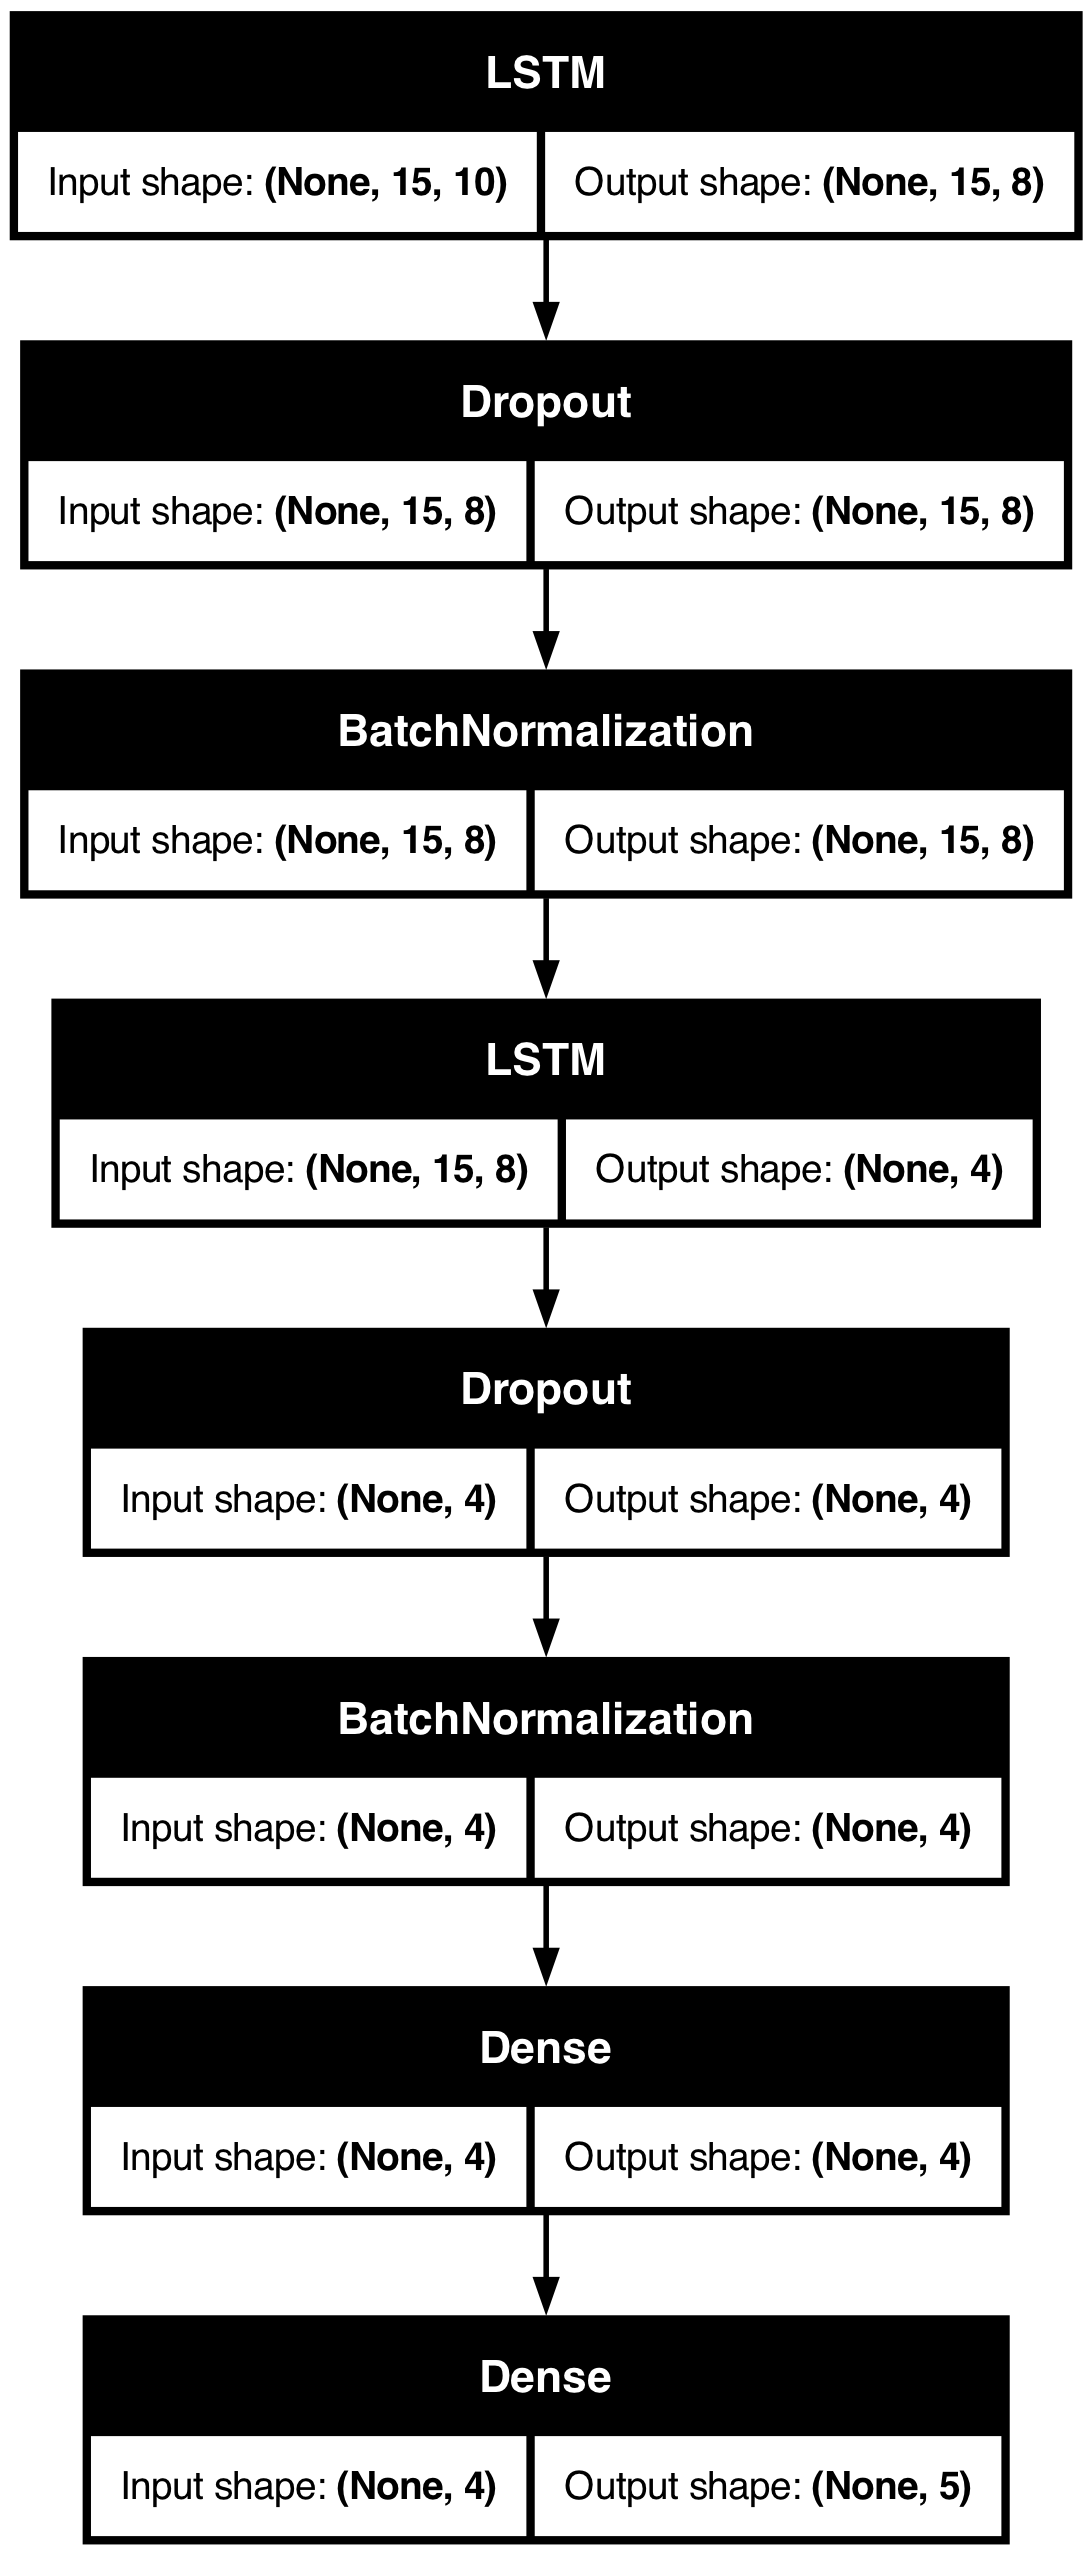 LSTM
Input shape: (None, 15, 10) Output shape: (None, 15, 8)
Dropout
Input shape: (None, 15, 8) Output shape: (None, 15, 8)
BatchNormalization
Input shape: (None, 15, 8) Output shape: (None, 15, 8)
LSTM
Input shape: (None, 15, 8) Output shape: (None, 4)
Dropout
Input shape: (None, 4) Output shape: (None, 4)
BatchNormalization
Input shape: (None, 4) Output shape: (None, 4)
Dense
Input shape: (None, 4) Output shape: (None, 4)
Dense
Input shape: (None, 4) Output shape: (None, 5)